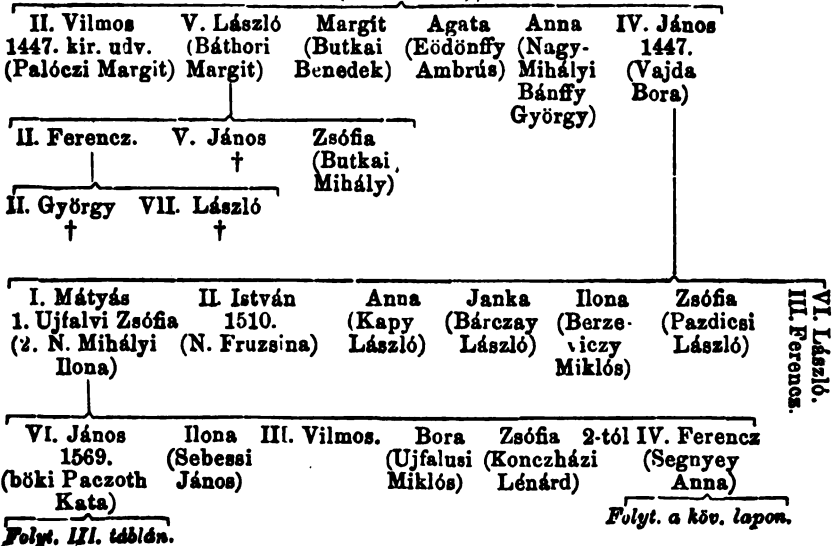 II. Vilmos V. László Margit Agata Anna IV. János
1447. kir. udv. (Báthori (Butkai (Eödönffy (Nagy- 1447.
(Palóczi Margit) Margit) Benedek) Ambrús) Mihályi (Vajda
Bánffy Bora)
György)
II. Ferencz. V. János Zsófia
† (Butkai
Mihály)
II. György VII. László
† †
I. Mátyás II. István Anna Janka Ilona Zsófia VI. László.
1. Ujfalvi Zsófia 1510. (Kapy (Bárczay (Berze- (Pazdicsi III. Ferencz.
(2. N. Mihályi (N. Fruzsina) László) László) viczy László)
Ilona) Miklós)
VI. János Ilona III. Vilmos. Bora Zsófia 2-tól IV. Ferencz
1569. (Sebessi (Ujfalusi (Konczházi (Segnyey
(böki Paczoth János) Miklós) Lénárd) Anna)
Kata) Folyt. a köv. lapon.
Folyt. III. táblán.